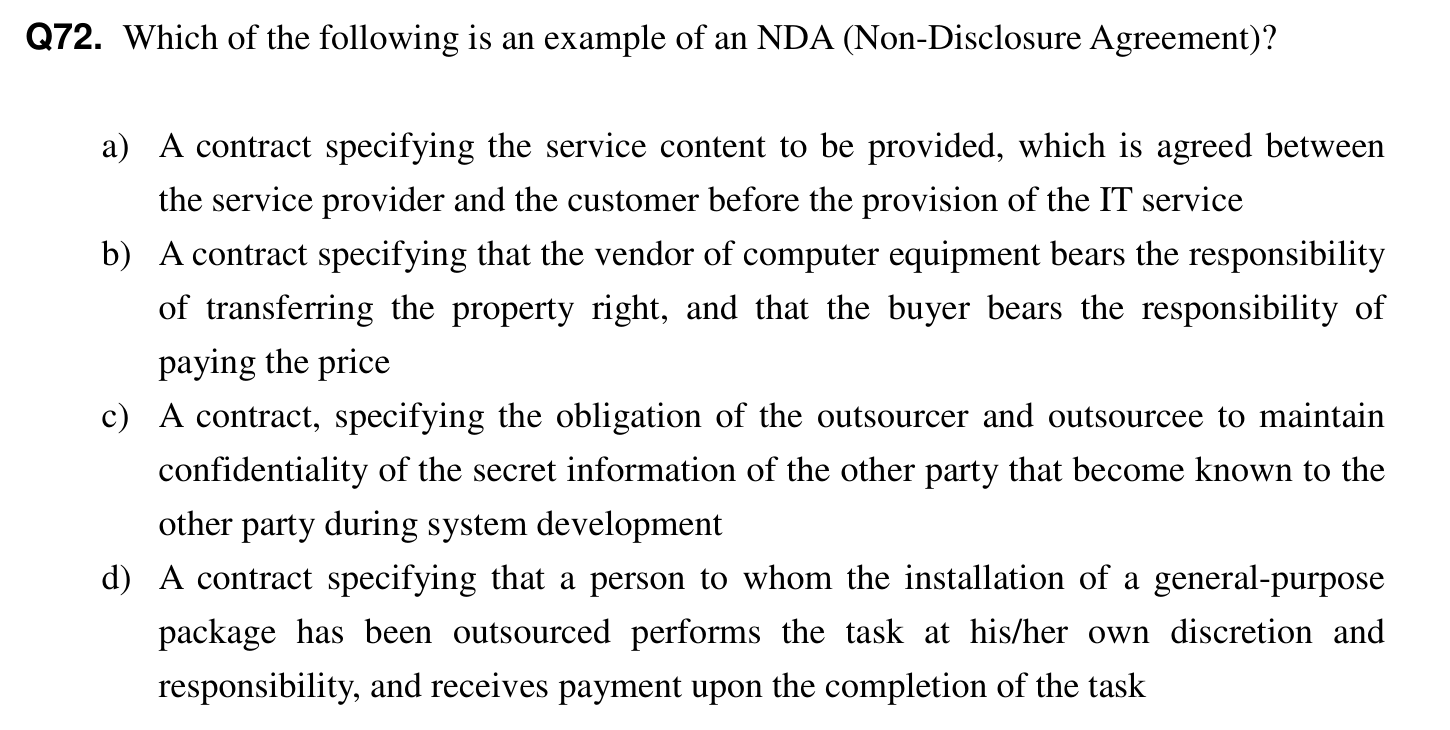 Q72. Which of the following is an example of an NDA (Non-Disclosure Agreement)?
a) A contract specifying the service content to be provided, which is agreed between
the service provider and the customer before the provision of the IT service
b) A contract specifying that the vendor of computer equipment bears the responsibility
of transferring the property right, and that the buyer bears the responsibility of
paying the price
c) A contract, specifying the obligation of the outsourcer and outsourcee to maintain
confidentiality of the secret information of the other party that become known to the
other party during system development
d) A contract specifying that a person to whom the installation of a general-purpose
package has been outsourced performs the task at his/her own discretion and
responsibility, and receives payment upon the completion of the task